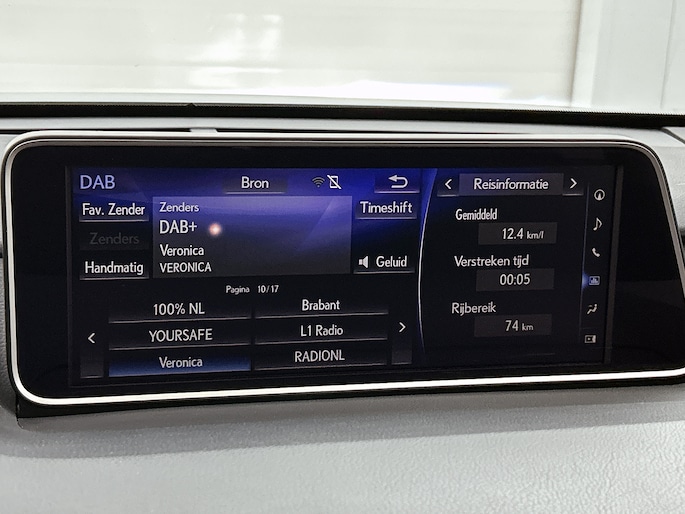 DAB
Bron
Fav. Zender
Zenders
Handmatig
Zenders
DAB+
Veronica
VERONICA
Timeshift
Geluid
Pagina 10/17
100% NL
Brabant
YOURSAFE
L1 Radio
Veronica
RADIONL
Reisinformatie
Gemiddeld
12.4 km/l
Verstreken tijd
00:05
Rijbereik
74 km